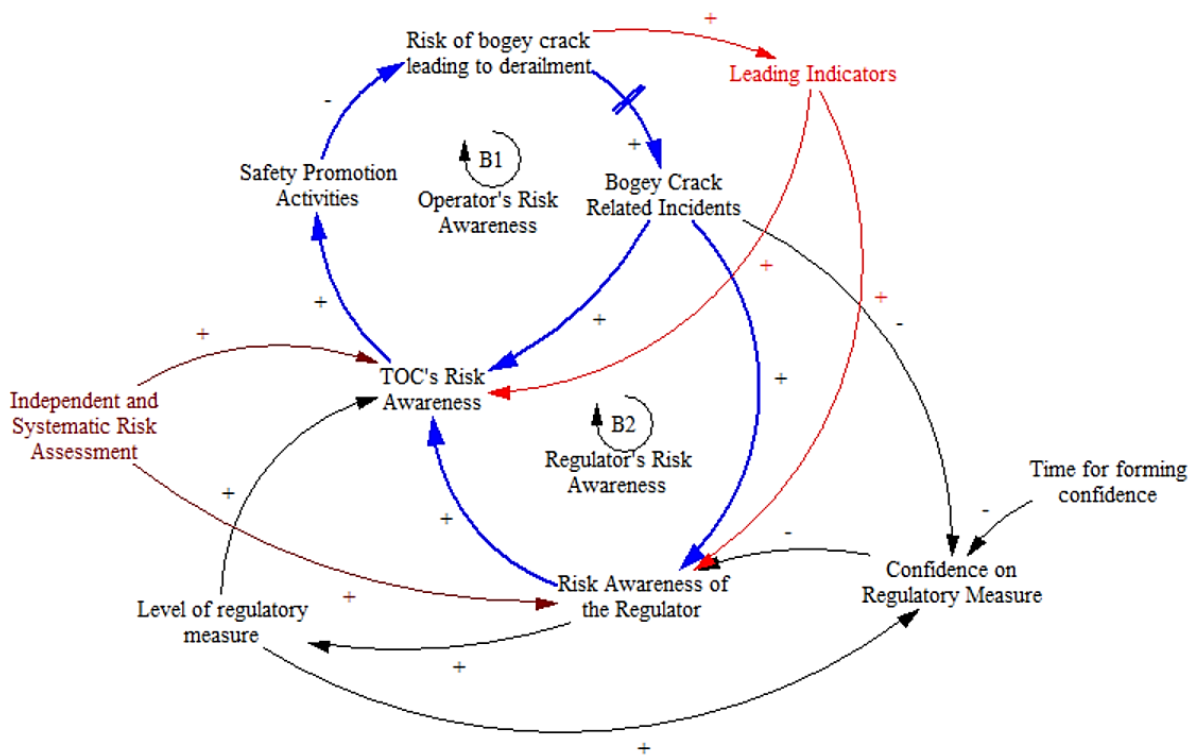 +
Risk of bogey crack
leading to derailment
Leading Indicators
-
+
Safety Promotion
Activities
B1
Operator's Risk
Awareness
Bogey Crack
Related Incidents
+
+
+
-
+
+
+
TOC's Risk
Awareness
Independent and
Systematic Risk
Assessment
B2
Regulator's Risk
Awareness
Time for forming
confidence
+
+
-
-
Risk Awareness of
the Regulator
Confidence on
Regulatory Measure
+
Level of regulatory
measure
+
+